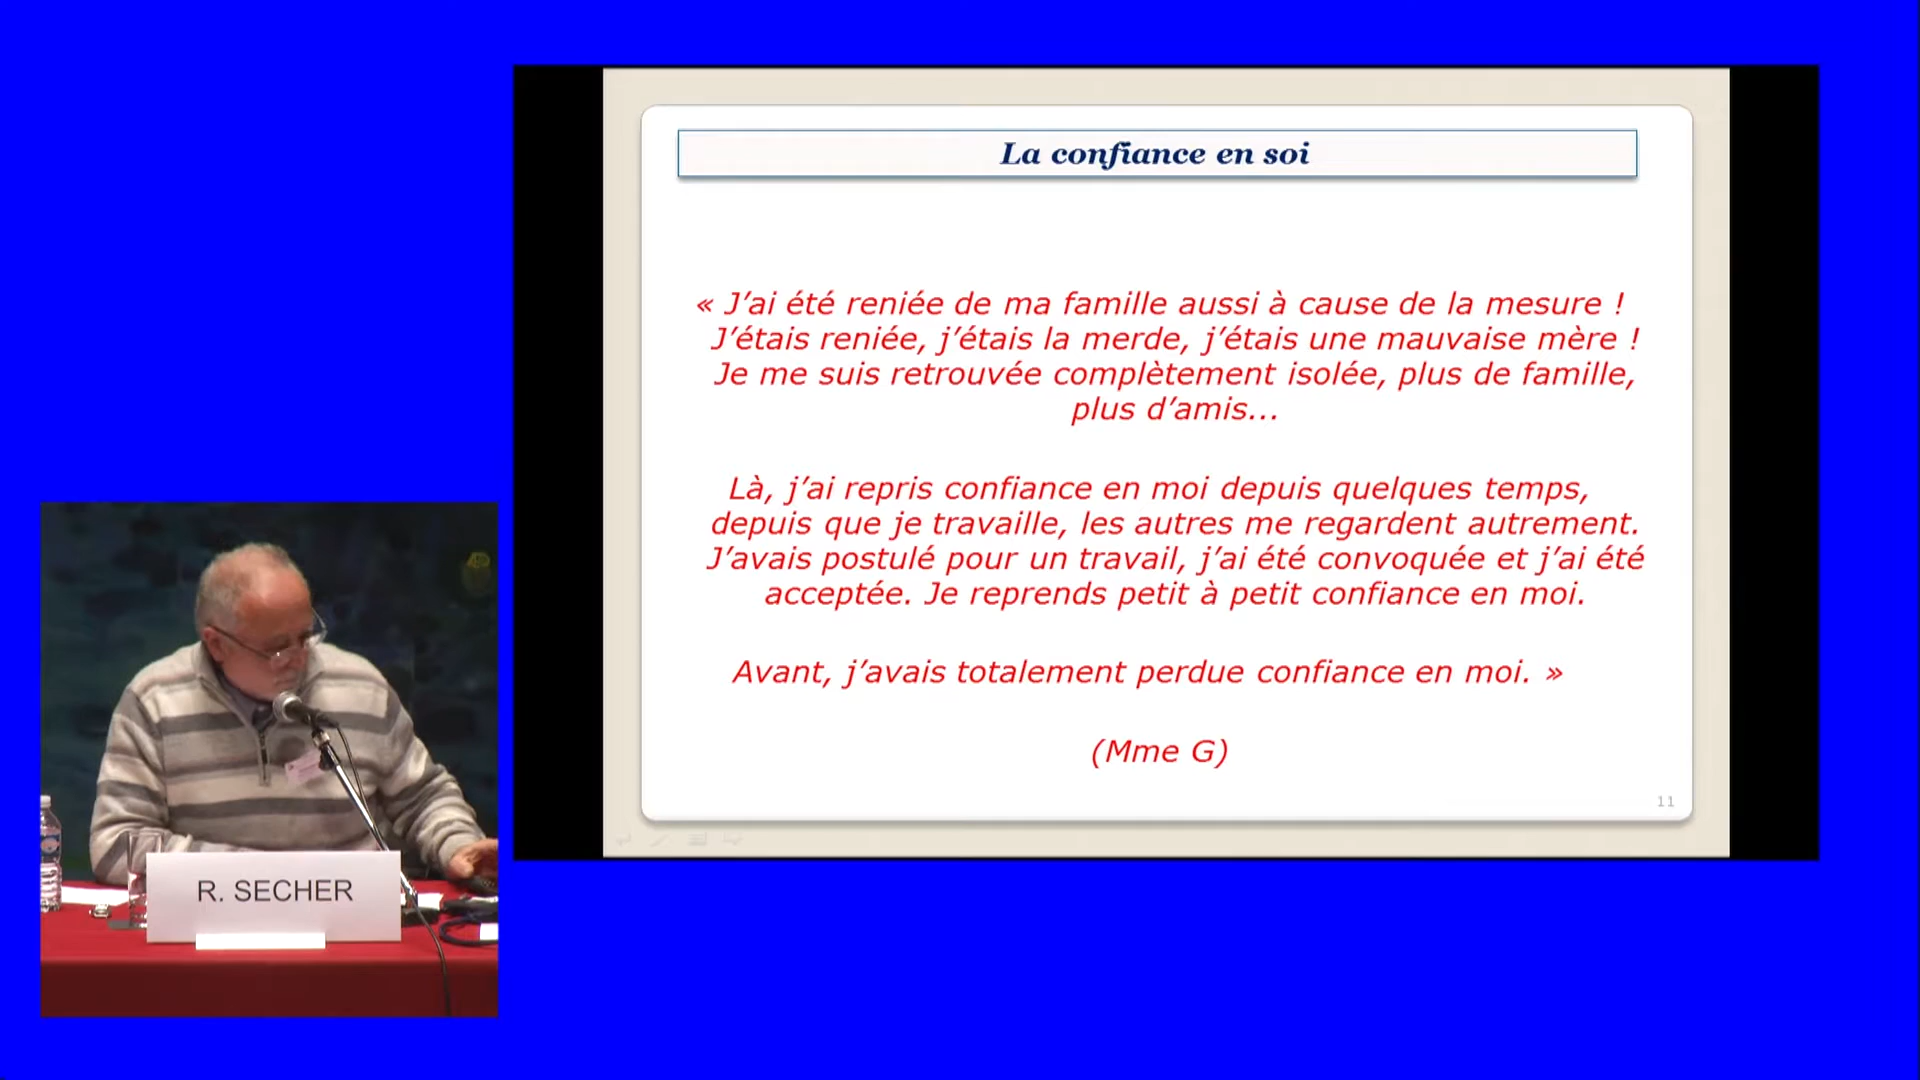 La confiance en soi
« J’ai été reniée de ma famille aussi à cause de la mesure !
J’étais reniée, j’étais la merde, j’étais une mauvaise mère !
Je me suis retrouvée complètement isolée, plus de famille,
plus d’amis...
Là, j’ai repris confiance en moi depuis quelques temps,
depuis que je travaille, les autres me regardent autrement.
J’avais postulé pour un travail, j’ai été convoquée et j’ai été
acceptée. Je reprends petit à petit confiance en moi.
Avant, j’avais totalement perdue confiance en moi. »
(Mme G)
11
R. SECHER